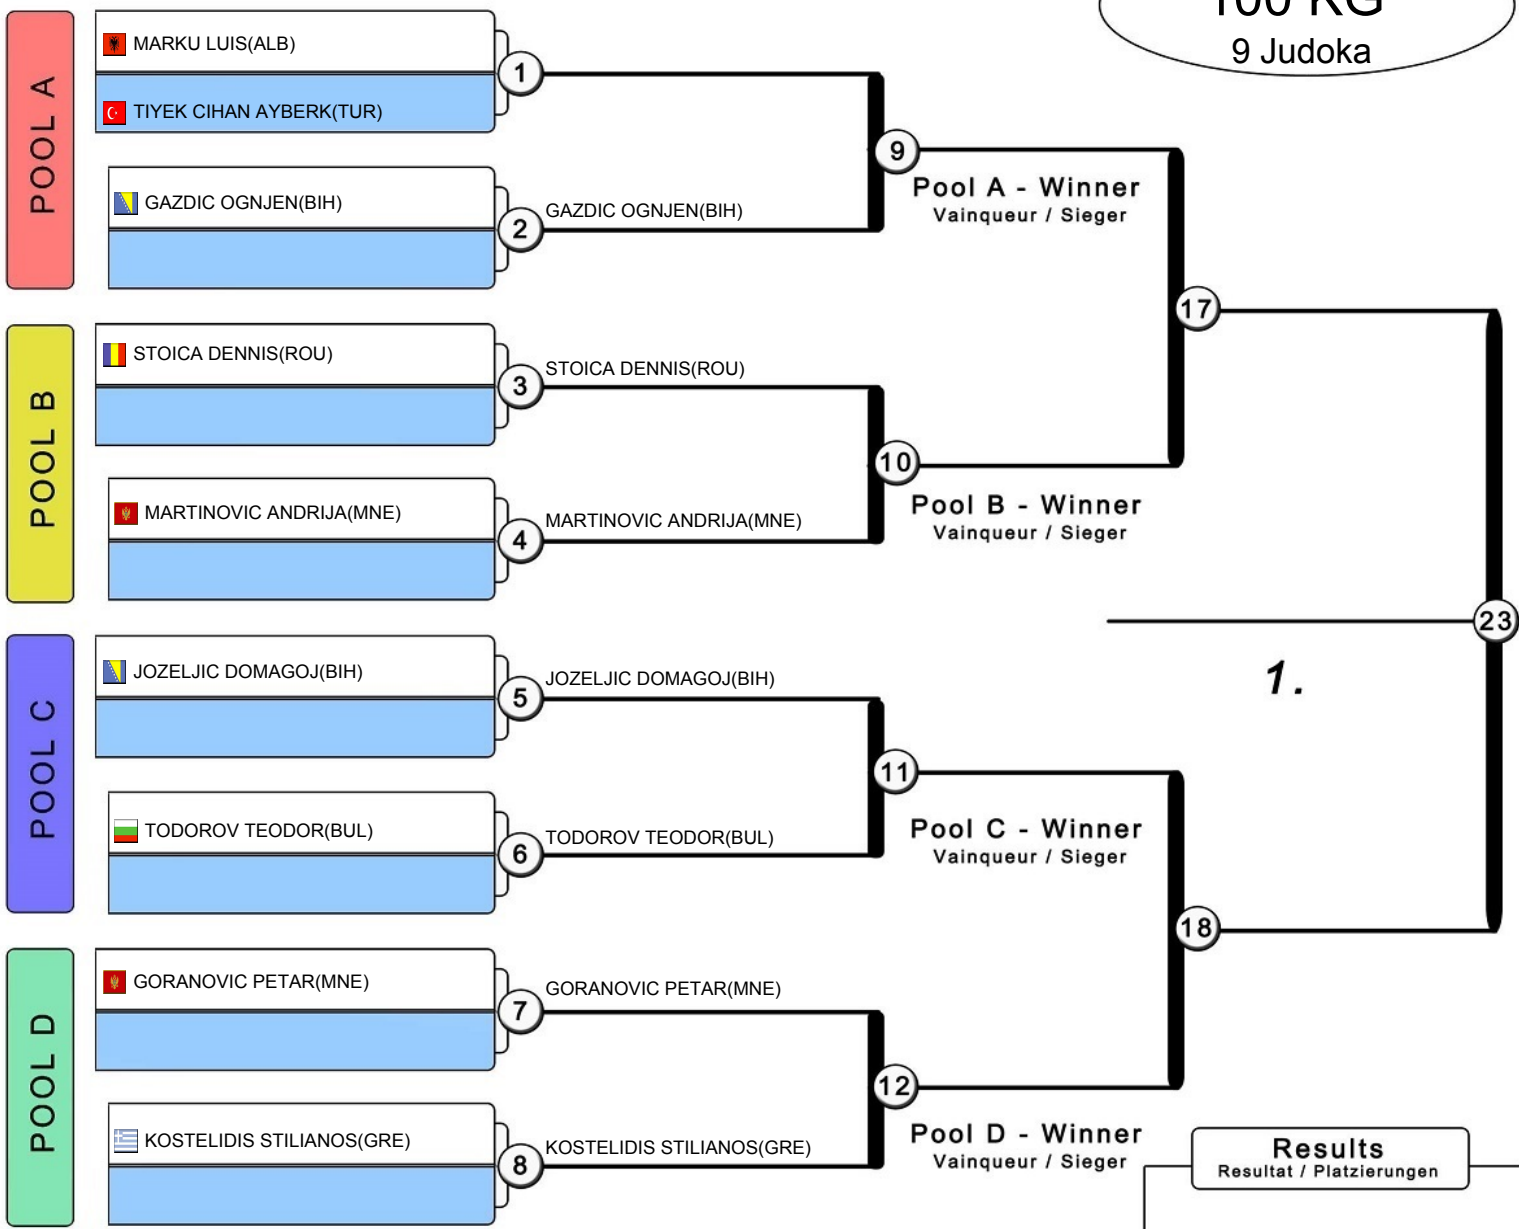 100 KG
9 Judoka
POOL A
MARKU LUIS(ALB)
TIYEK CIHAN AYBERK(TUR)
1
GAZDIC OGNJEN(BIH)
2
GAZDIC OGNJEN(BIH)
9
Pool A - Winner
Vainqueur / Sieger
POOL B
STOICA DENNIS(ROU)
3
STOICA DENNIS(ROU)
MARTINOVIC ANDRIJA(MNE)
4
MARTINOVIC ANDRIJA(MNE)
10
Pool B - Winner
Vainqueur / Sieger
17
POOL C
JOZELJIC DOMAGOJ(BIH)
5
JOZELJIC DOMAGOJ(BIH)
TODOROV TEODOR(BUL)
6
TODOROV TEODOR(BUL)
11
Pool C - Winner
Vainqueur / Sieger
POOL D
GORANOVIC PETAR(MNE)
7
GORANOVIC PETAR(MNE)
KOSTELIDIS STILIANOS(GRE)
8
KOSTELIDIS STILIANOS(GRE)
12
Pool D - Winner
Vainqueur / Sieger
18
23
1.
Results
Resultat / Platzierungen